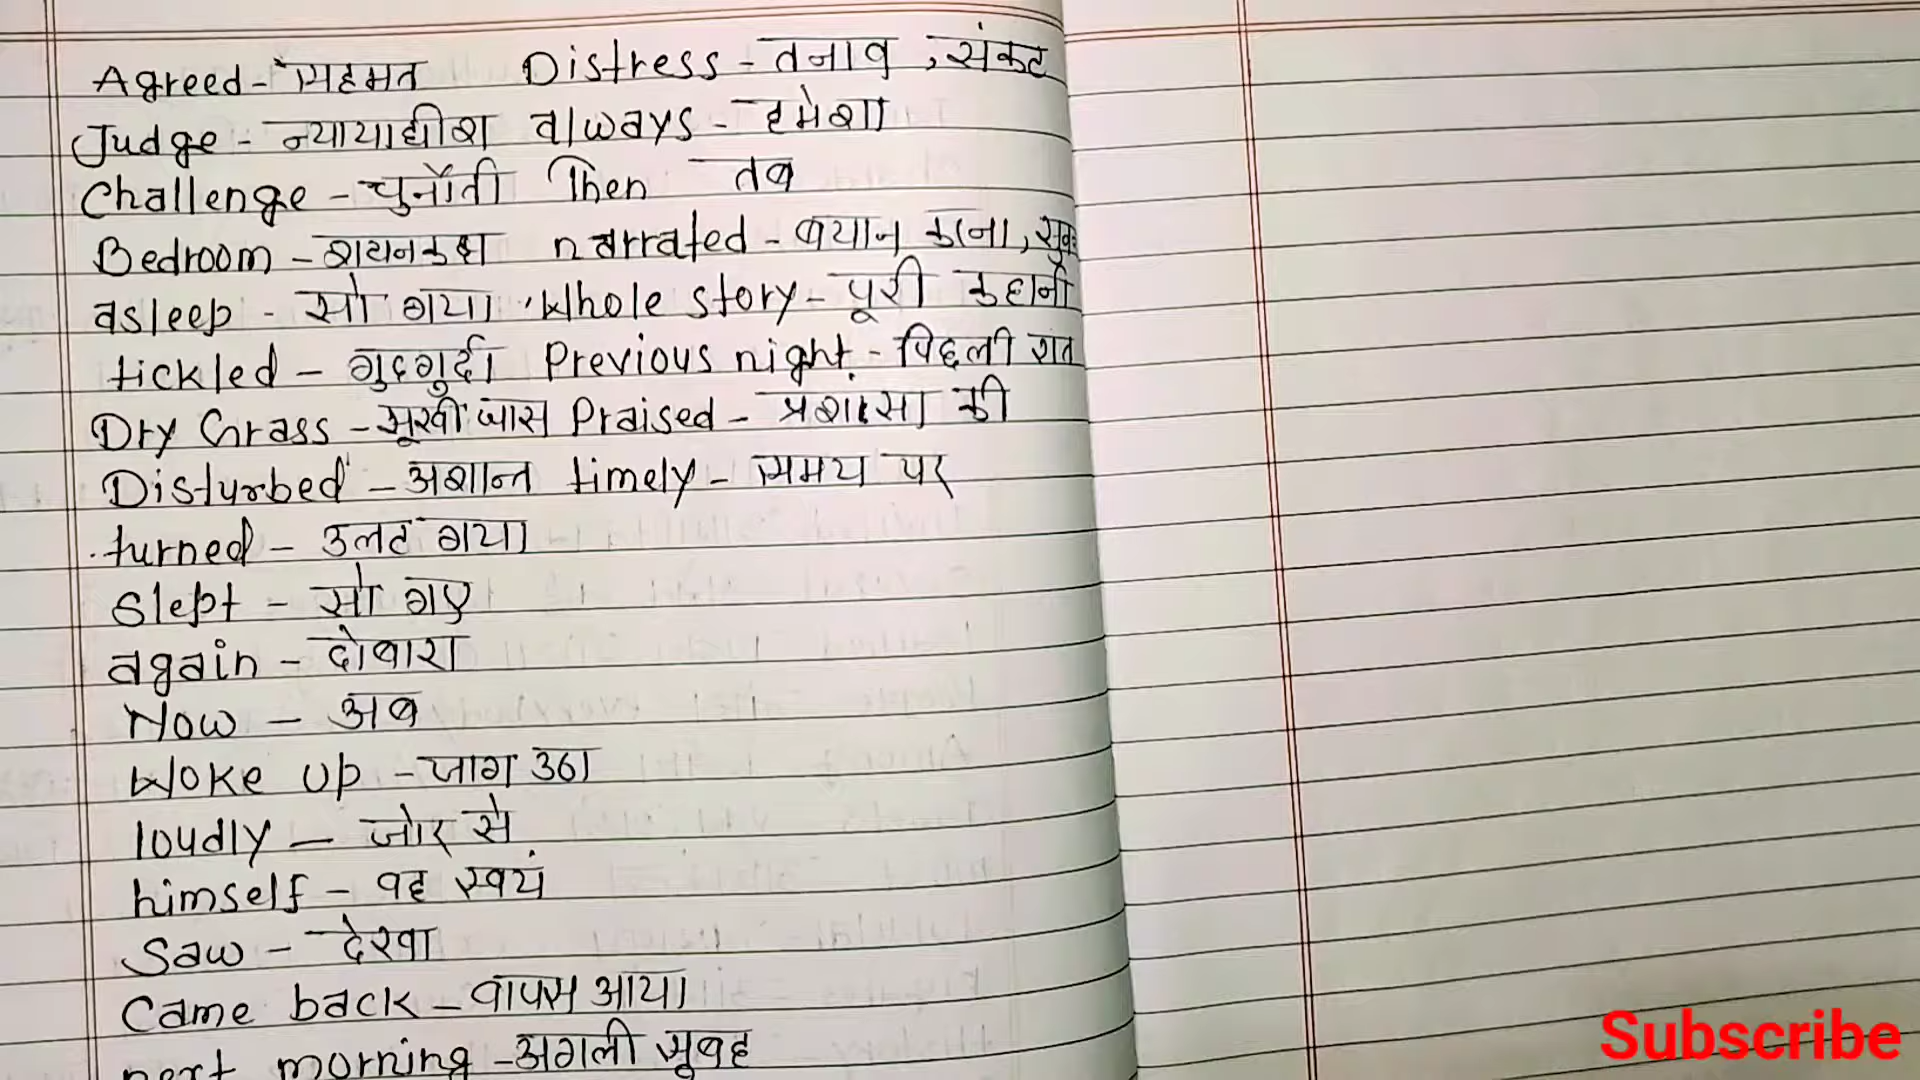 Agreed - सहमत Distress - तनाव, संकट
Judge - न्यायाधीश always - हमेशा
Challenge - चुनौती Then तब
Bedroom - शयनकक्ष narrated - बयान करना,
asleep - सो गया Whole story - पूरी कहानी
tickled - गुदगुदी Previous night - पिछली रात
Dry Grass - सूखी घास Praised - प्रशंसा की
Disturbed - अशान्त timely - समय पर
turned - उलट गया
Slept - सो गए
again - दोबारा
Now - अब
Woke up - जाग उठा
loudly - जोर से
himself - वह स्वयं
Saw - देखा
Came back - वापस आया
next morning - अगली सुबह
Subscribe